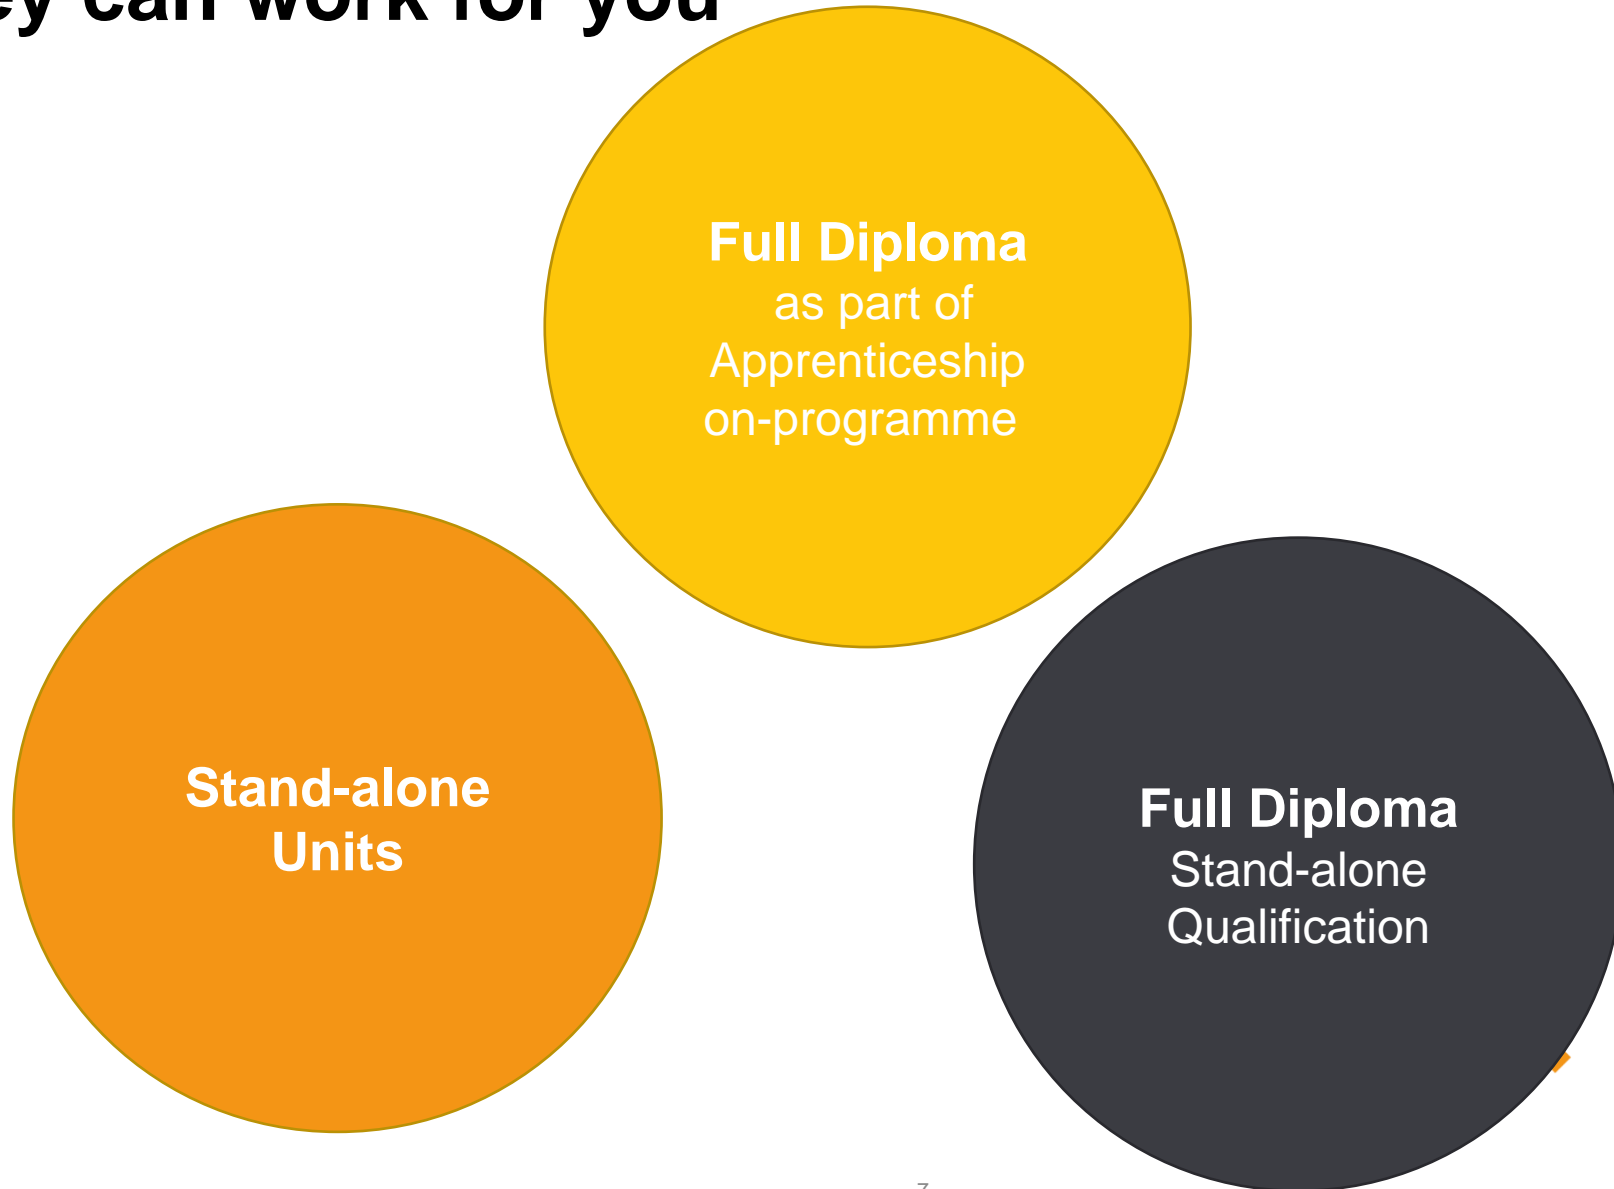 can work for you
Full Diploma
as part of
Apprenticeship
on-programme
Stand-alone
Units
Full Diploma
Stand-alone
Qualification
7